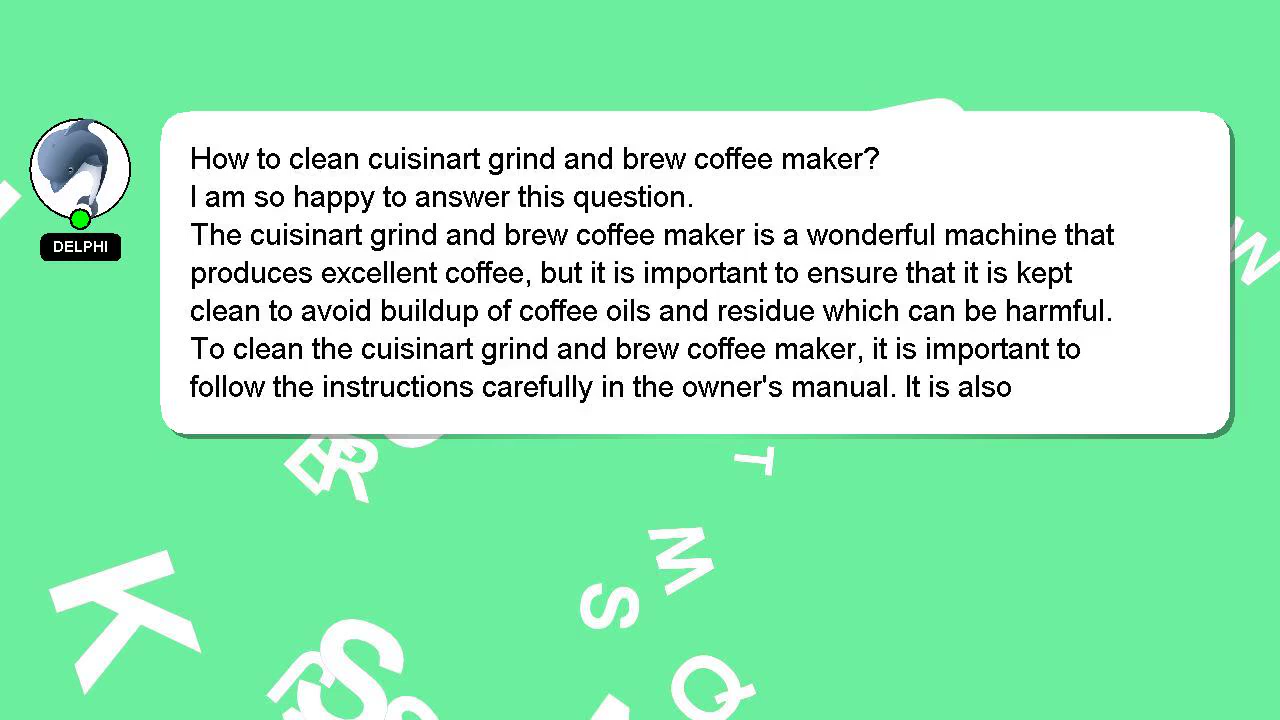 How to clean cuisinart grind and brew coffee maker?
I am so happy to answer this question.
The cuisinart grind and brew coffee maker is a wonderful machine that
produces excellent coffee, but it is important to ensure that it is kept
clean to avoid buildup of coffee oils and residue which can be harmful.
To clean the cuisinart grind and brew coffee maker, it is important to
follow the instructions carefully in the owner's manual. It is also
DELPHI
W
R
T
M
K
S
S
Q